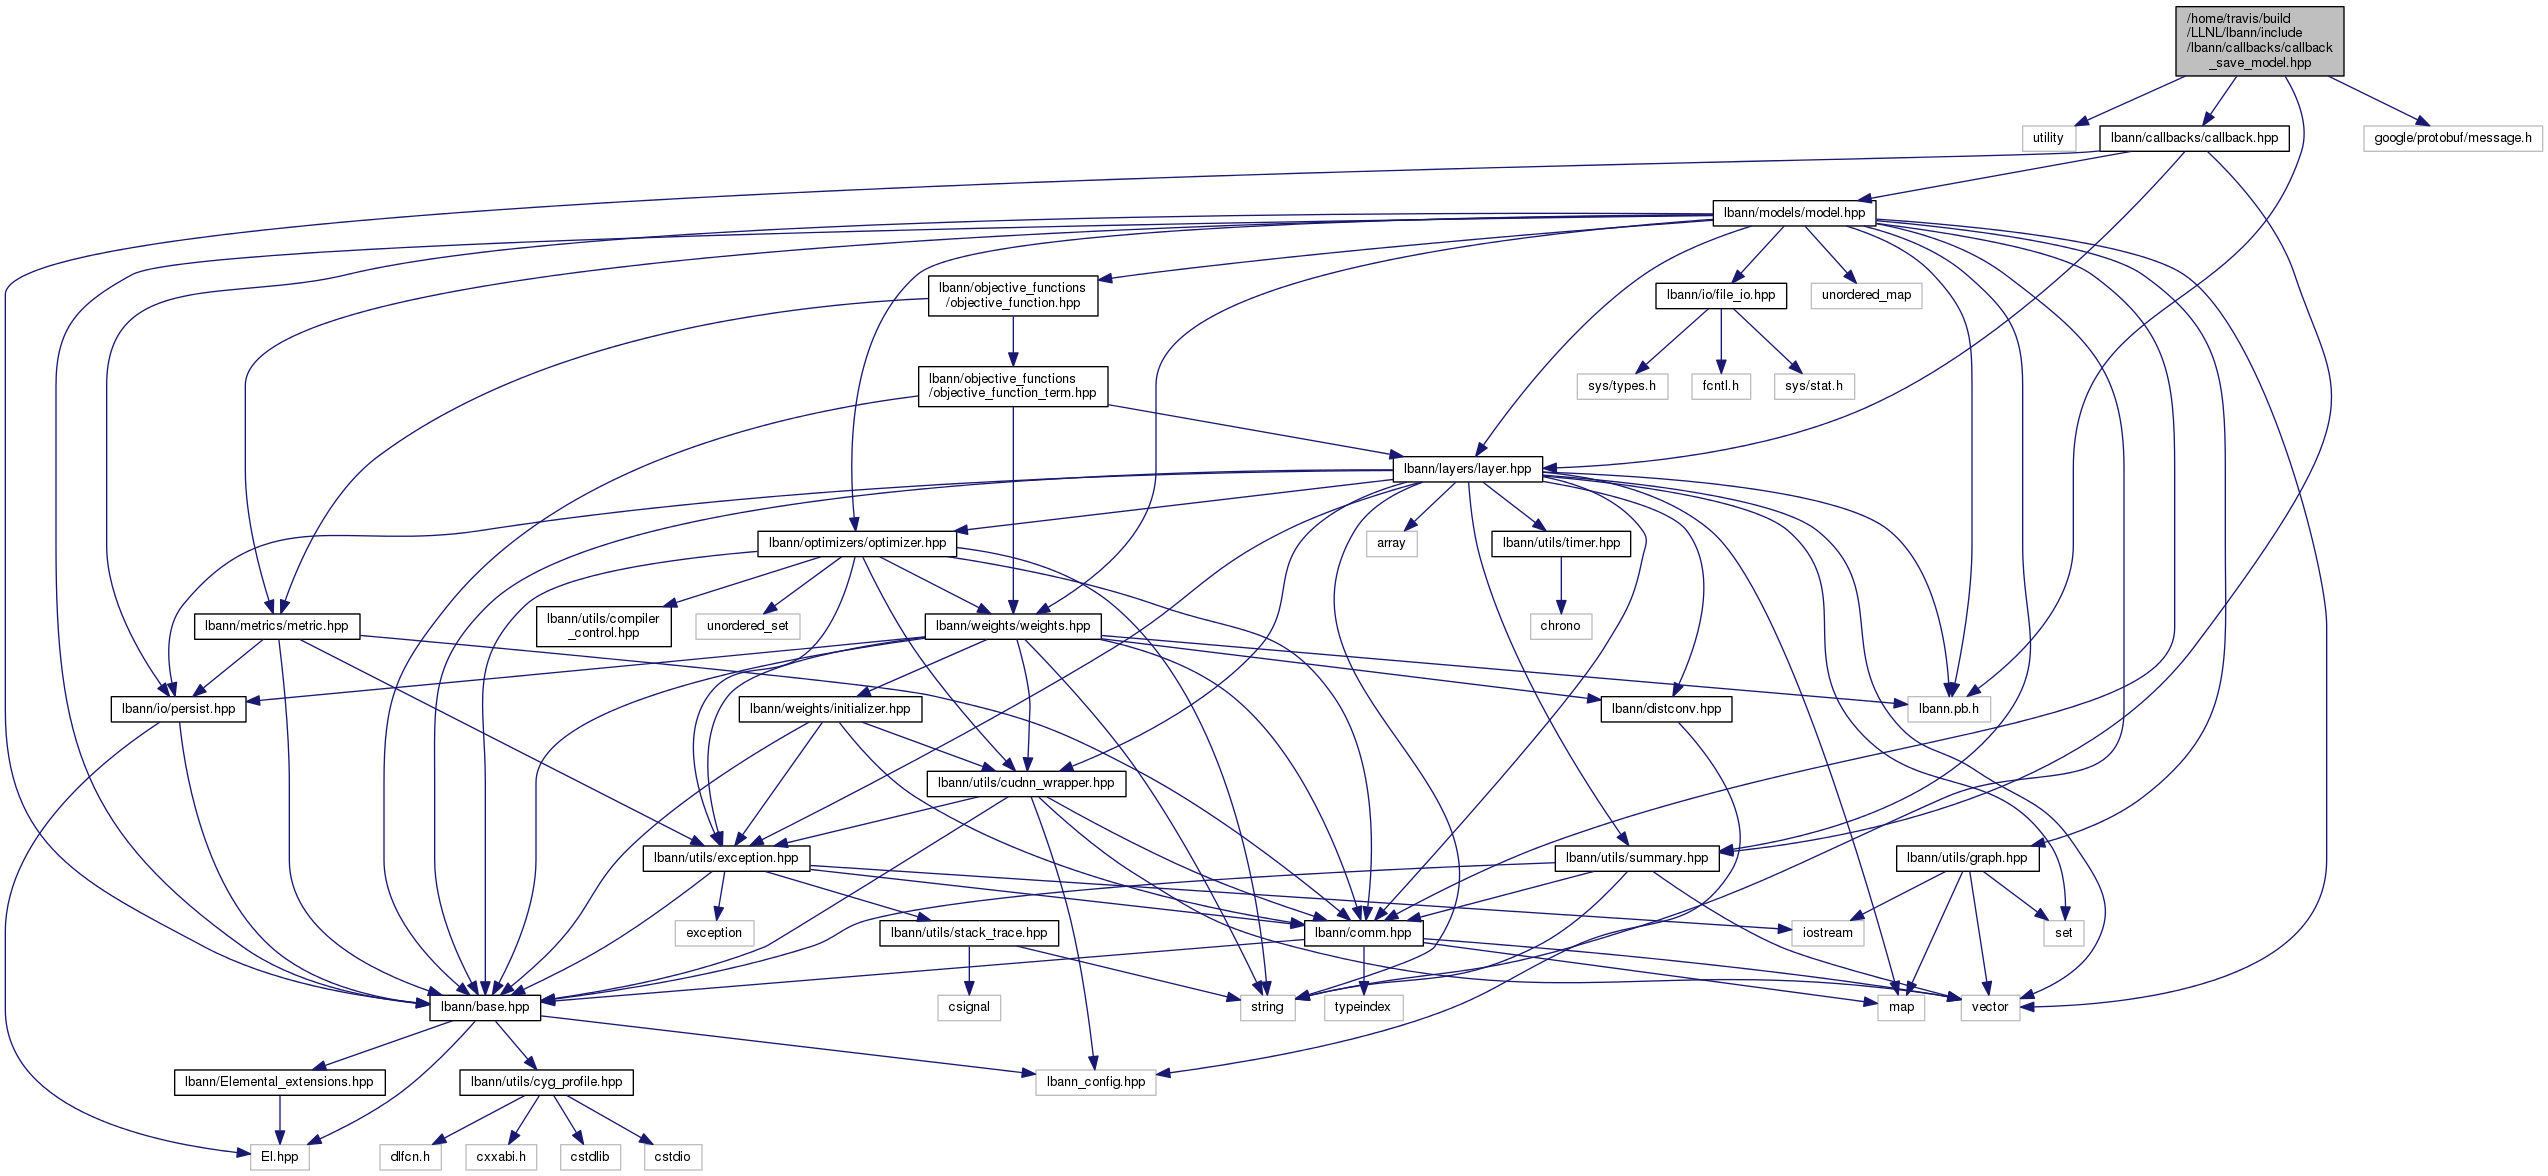 /home/travis/build
/LLNL/lbann/include
/lbann/callbacks/callback
_save_model.hpp
utility
lbann/callbacks/callback.hpp
google/protobuf/message.h
lbann/models/model.hpp
lbann/objective_functions
/objective_function.hpp
lbann/io/file_io.hpp
unordered_map
lbann/objective_functions
/objective_function_term.hpp
sys/types.h
fcntl.h
sys/stat.h
lbann/layers/layer.hpp
lbann/optimizers/optimizer.hpp
array
lbann/utils/timer.hpp
lbann/metrics/metric.hpp
lbann/utils/compiler
_control.hpp
unordered_set
lbann/weights/weights.hpp
chrono
lbann/io/persist.hpp
lbann/weights/initializer.hpp
lbann/distconv.hpp
lbann.pb.h
lbann/utils/cudnn_wrapper.hpp
lbann/utils/exception.hpp
lbann/utils/summary.hpp
lbann/utils/graph.hpp
exception
lbann/utils/stack_trace.hpp
lbann/comm.hpp
iostream
set
lbann/base.hpp
csignal
string
typeindex
map
vector
lbann/Elemental_extensions.hpp
lbann/utils/cyg_profile.hpp
lbann_config.hpp
El.hpp
dlfcn.h
cxxabi.h
cstdlib
cstdio